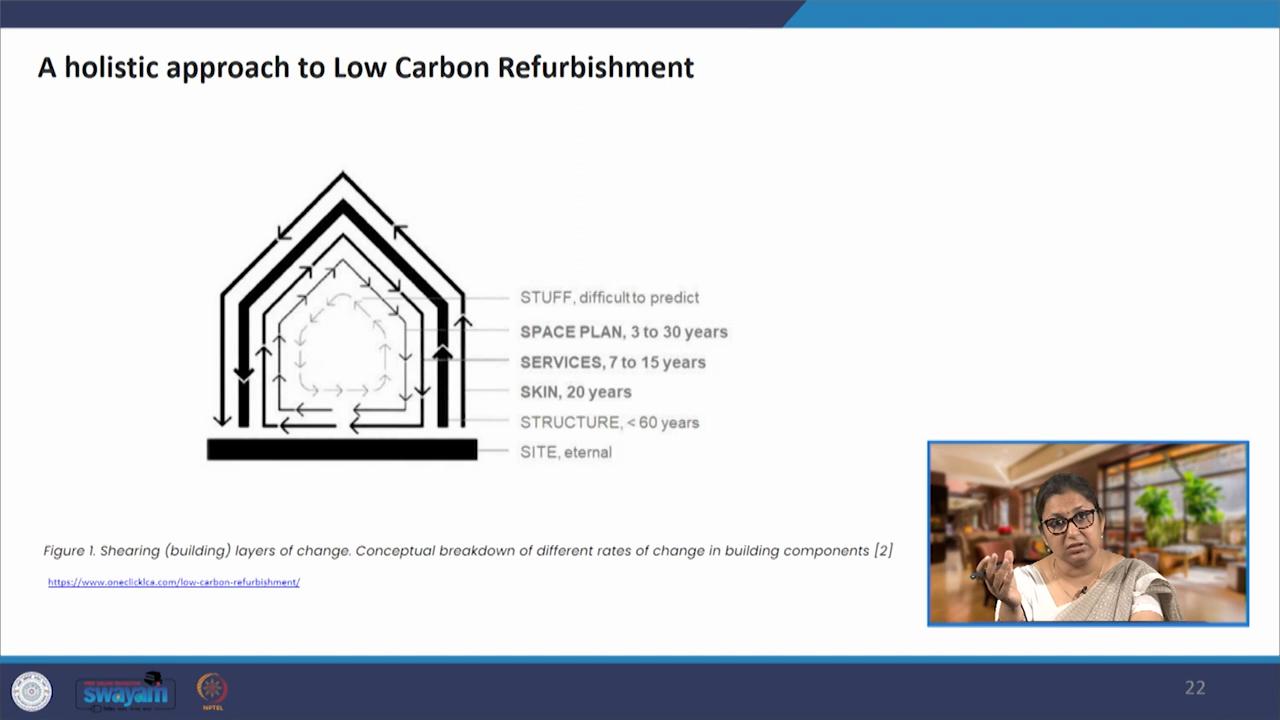 A holistic approach to Low Carbon Refurbishment
STUFF, difficult to predict
SPACE PLAN, 3 to 30 years
SERVICES, 7 to 15 years
SKIN, 20 years
STRUCTURE, < 60 years
SITE, eternal
Figure 1. Shearing (building) layers of change. Conceptual breakdown of different rates of change in building components [2]
https://www.oneclicklca.com/low-carbon-refurbishment/
swayam
NPTEL
22